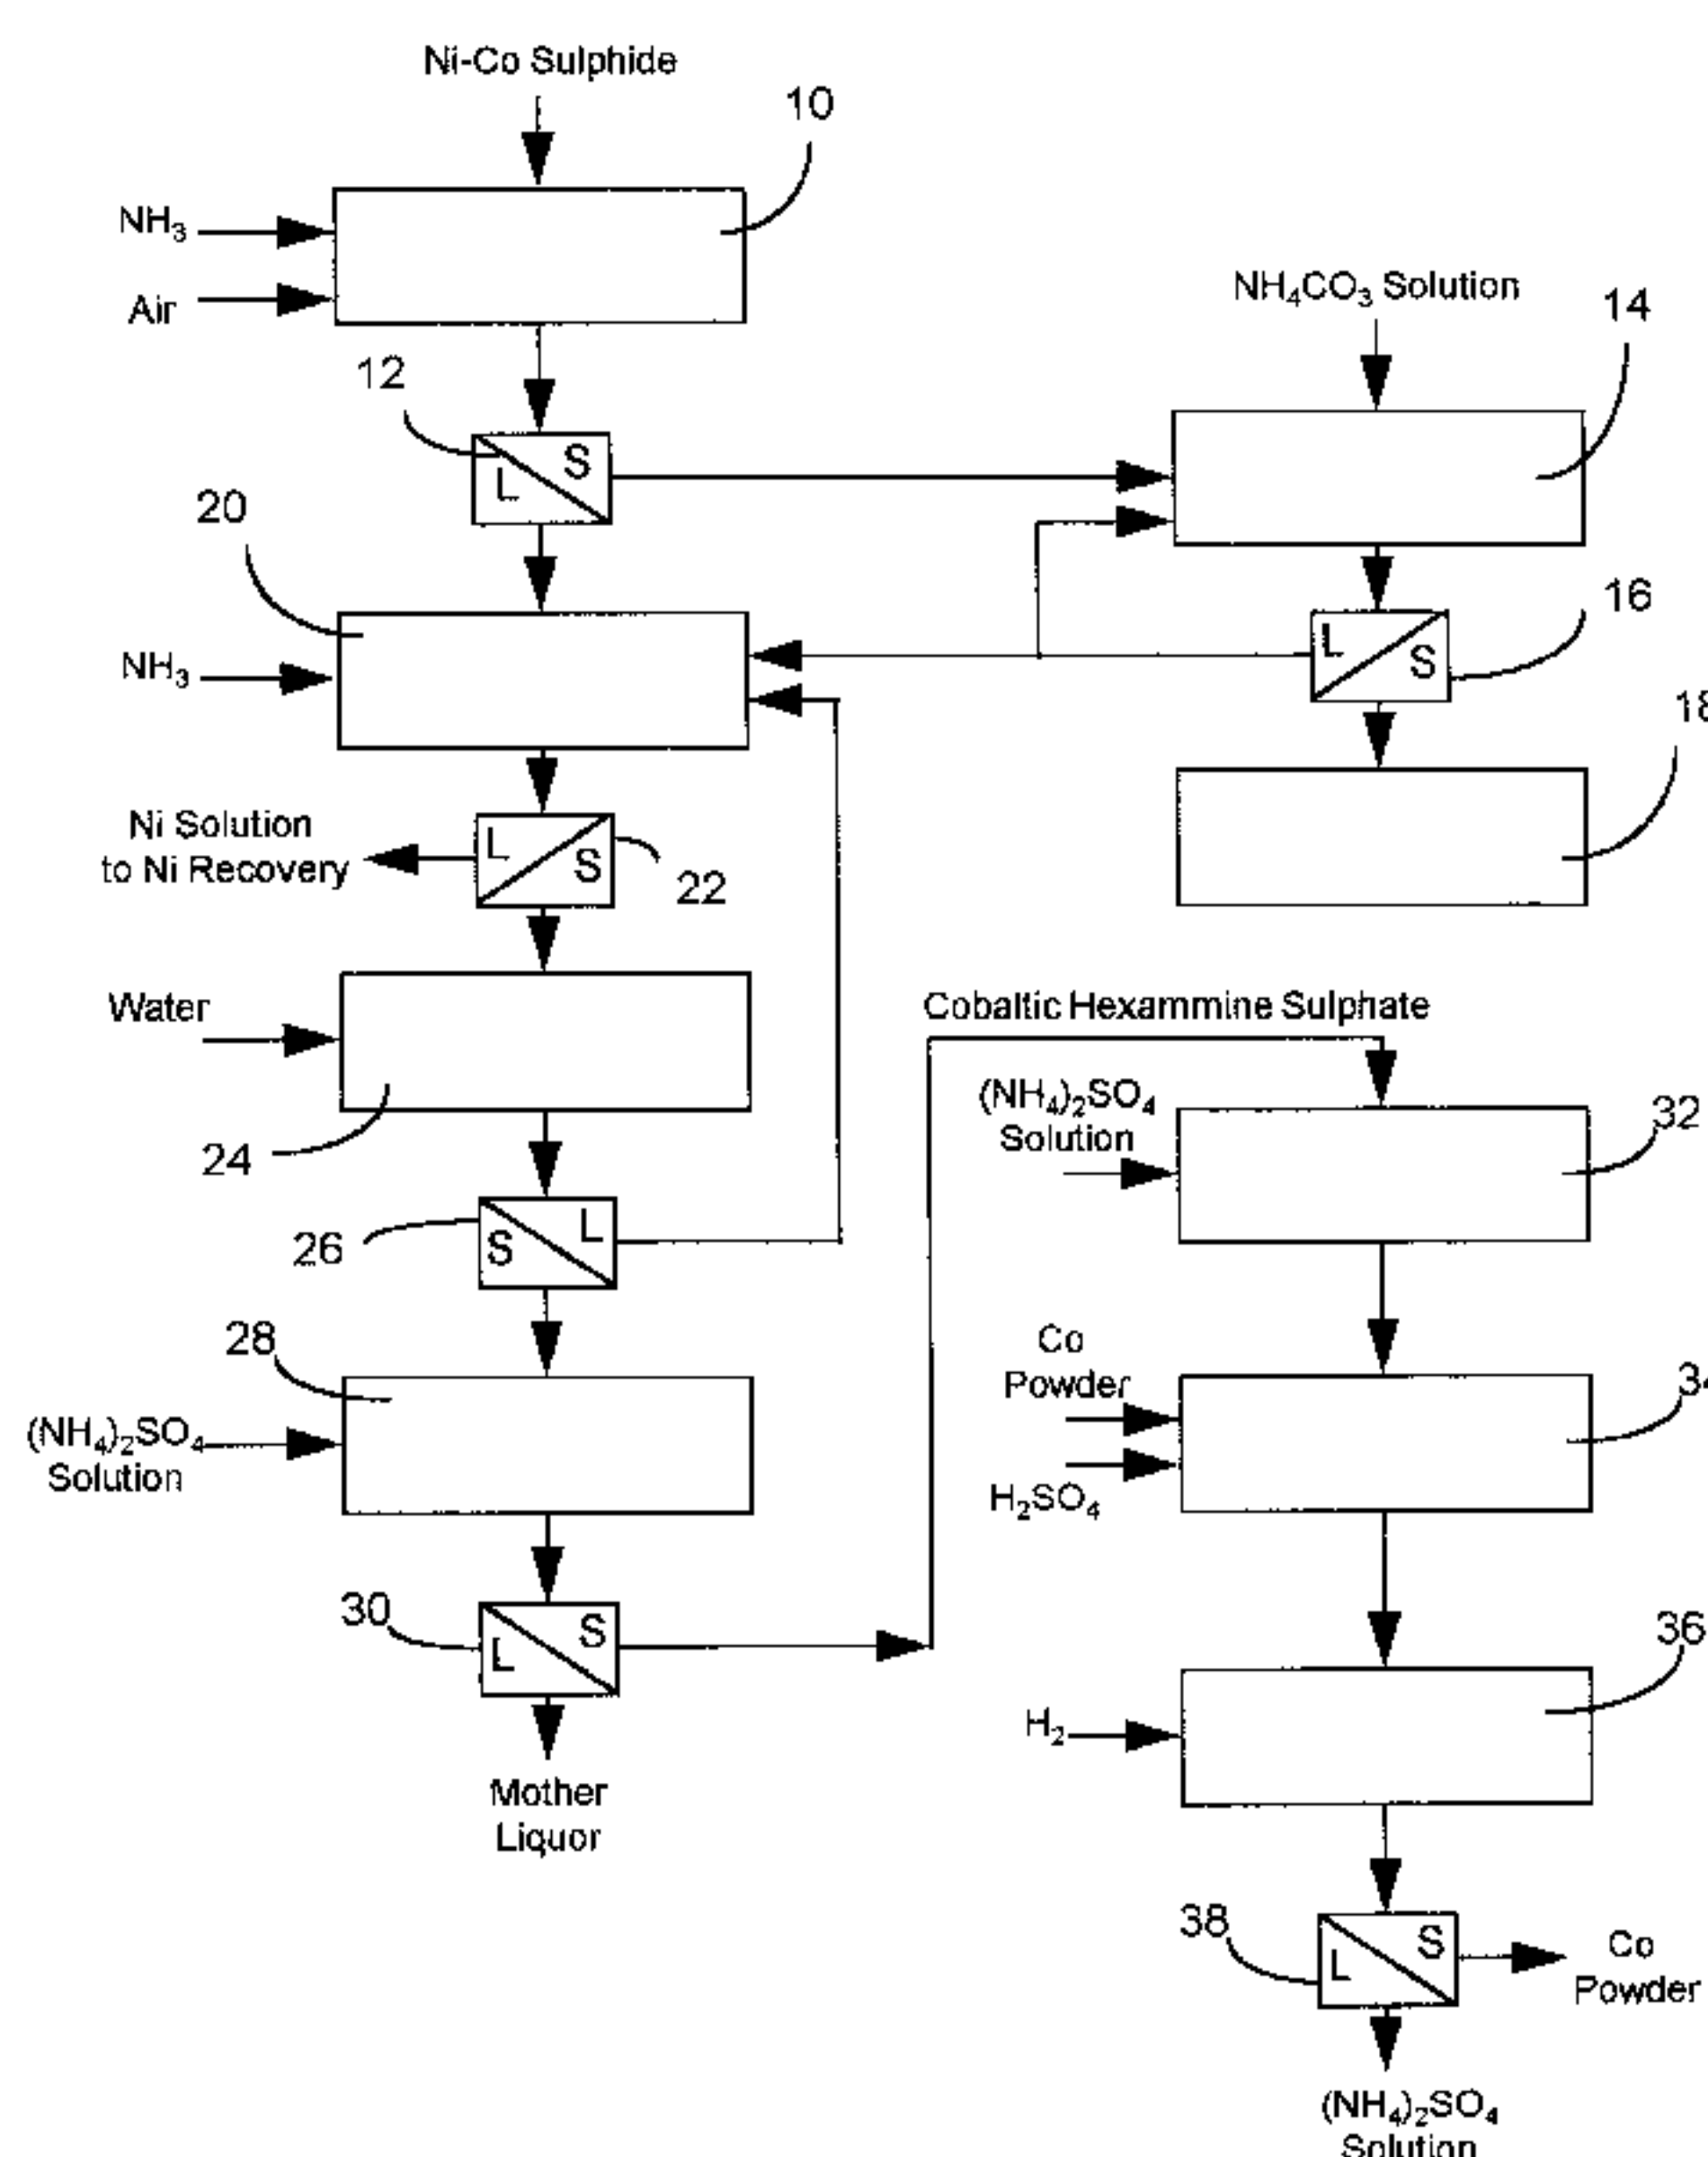 Ni-Co Sulphide
10
NH₃
Air
NH₄CO₃ Solution
14
12
S
L
20
16
L
S
NH₃
18
Ni Solution
to Ni Recovery
L
S
22
Water
Cobaltic Hexammine Sulphate
(NH₄)₂SO₄
Solution
32
24
26
L
S
28
Co
Powder
34
(NH₄)₂SO₄
Solution
H₂SO₄
30
S
L
36
H₂
Mother
Liquor
38
S
L
Co
Powder
(NH₄)₂SO₄
Solution